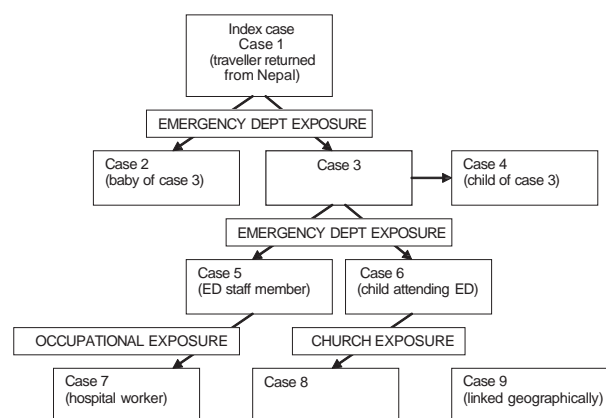 Index case
Case 1
(traveller returned
from Nepal)
EMERGENCY DEPT EXPOSURE
Case 2
(baby of case 3)
Case 3
Case 4
(child of case 3)
EMERGENCY DEPT EXPOSURE
Case 5
(ED staff member)
Case 6
(child attending ED)
OCCUPATIONAL EXPOSURE
CHURCH EXPOSURE
Case 7
(hospital worker)
Case 8
Case 9
(linked geographically)